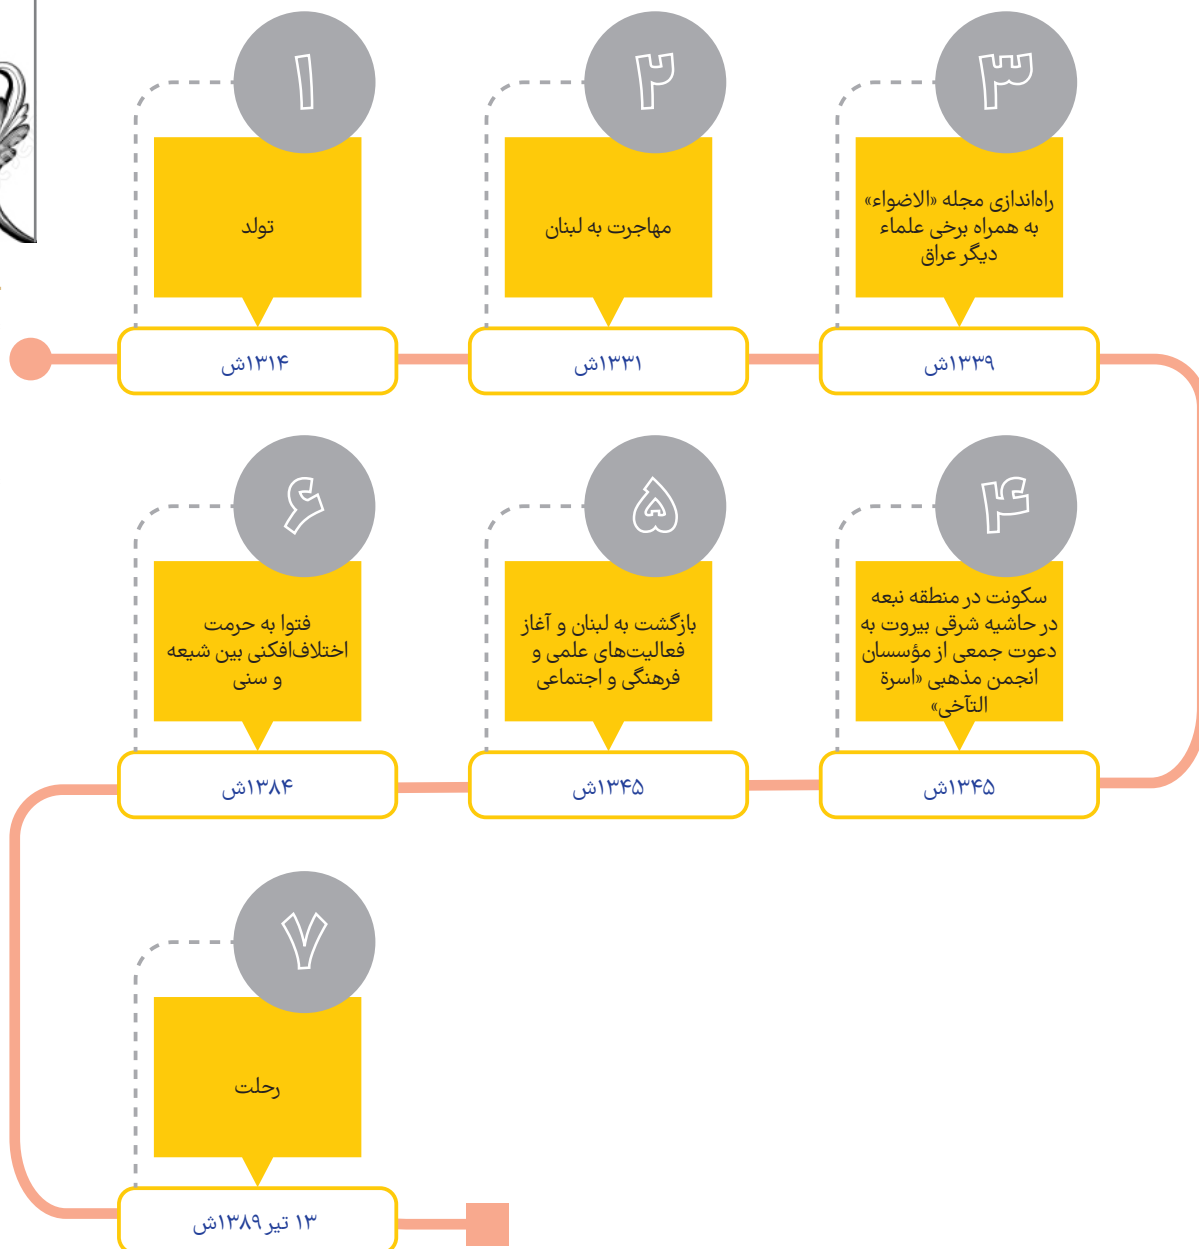 ۱
تولد
۱۳۱۴ش
۲
مهاجرت به لبنان
۱۳۳۱ش
۳
راه‌اندازی مجله «الاضواء»
به همراه برخی علماء
دیگر عراق
۱۳۳۹ش
۴
سکونت در منطقه نبعه
در حاشیه شرقی بیروت به
دعوت جمعی از مؤسسان
انجمن مذهبی «اسرة
التآخی»
۱۳۴۵ش
۵
بازگشت به لبنان و آغاز
فعالیت‌های علمی و
فرهنگی و اجتماعی
۱۳۴۵ش
۶
فتوا به حرمت
اختلاف‌افکنی بین شیعه
و سنی
۱۳۸۴ش
۷
رحلت
۱۳ تیر ۱۳۸۹ش